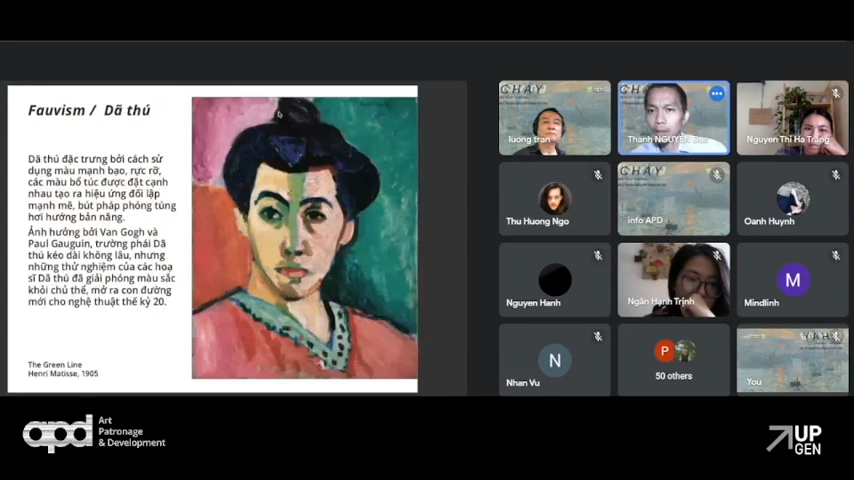 Fauvism / Dã thú
Dã thú đặc trưng bởi cách sử
dụng màu mạnh bạo, rực rỡ,
các màu bổ túc được đặt cạnh
nhau tạo ra hiệu ứng đối lập
mạnh mẽ, bút pháp phóng túng
hơi hướng bản năng.
Ảnh hưởng bởi Van Gogh và
Paul Gauguin, trường phái Dã
thú kéo dài không lâu, nhưng
những thử nghiệm của các hoạ
sĩ Dã thú đã giải phóng màu sắc
khỏi chủ thể, mở ra con đường
mới cho nghệ thuật thế kỷ 20.
The Green Line
Henri Matisse, 1905
CHẢY
luong tran
Thanh NGUYEN Duc
Nguyen Thi Ha Trang
Thu Huong Ngo
info APD
Oanh Huynh
Nguyen Hanh
Ngân Hạnh Trịnh
M
Mindlinh
N
Nhan Vu
P
50 others
You
apd
Art
Patronage
& Development
UP
GEN